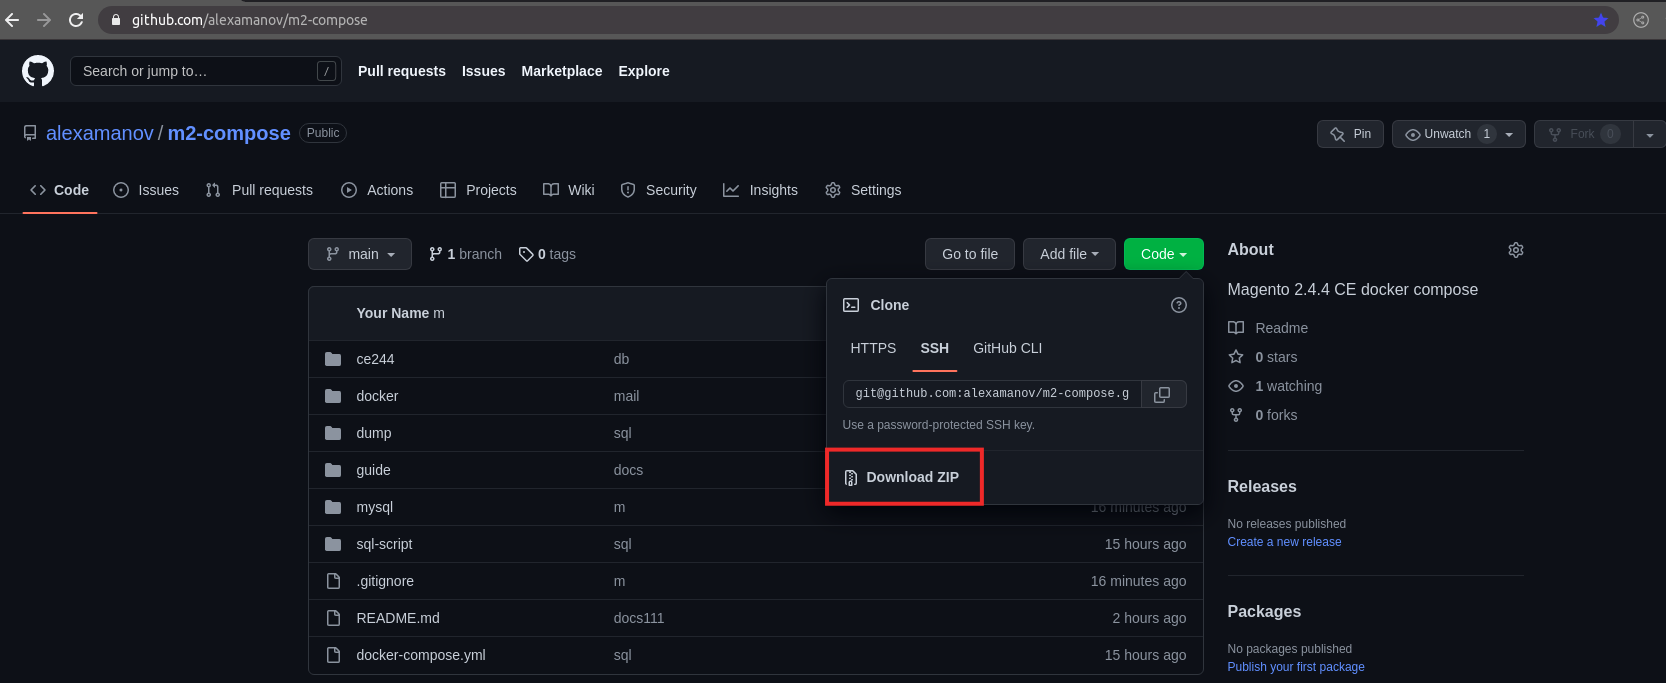 github.com/alexamanov/m2-compose
Search or jump to… /
Pull requests Issues Marketplace Explore
alexamanov / m2-compose Public
Pin Unwatch 1 Fork 0
Code Issues Pull requests Actions Projects Wiki Security Insights Settings
main 1 branch 0 tags Go to file Add file Code
Your Name m
ce244 db
docker mail
dump sql
guide docs
mysql m 16 minutes ago
sql-script sql 15 hours ago
.gitignore m 16 minutes ago
README.md docs111 2 hours ago
docker-compose.yml sql 15 hours ago
Clone
HTTPS SSH GitHub CLI
git@github.com:alexamanov/m2-compose.g
Use a password-protected SSH key.
Download ZIP
About
Magento 2.4.4 CE docker compose
Readme
0 stars
1 watching
0 forks
Releases
No releases published
Create a new release
Packages
No packages published
Publish your first package